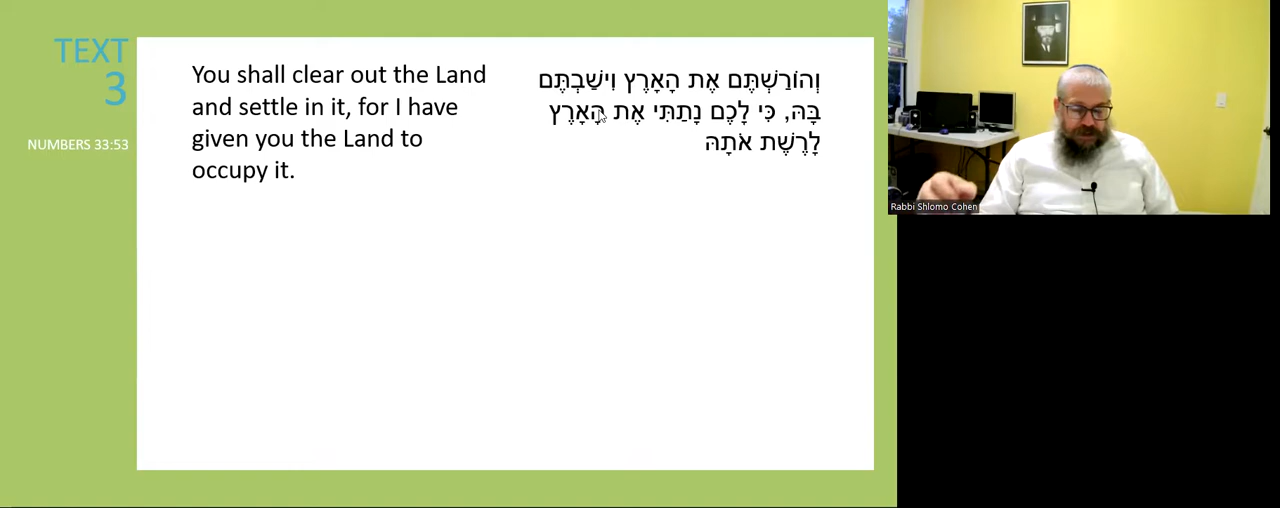 TEXT
3
NUMBERS 33:53
You shall clear out the Land
and settle in it, for I have
given you the Land to
occupy it.
וְהוֹרַשְׁתֶּם אֶת הָאָרֶץ וִישַׁבְתֶּם
בָּהּ, כִּי לָכֶם נָתַתִּי אֶת הָאָרֶץ
לָרֶשֶׁת אֹתָהּ
Rabbi Shlomo Cohen